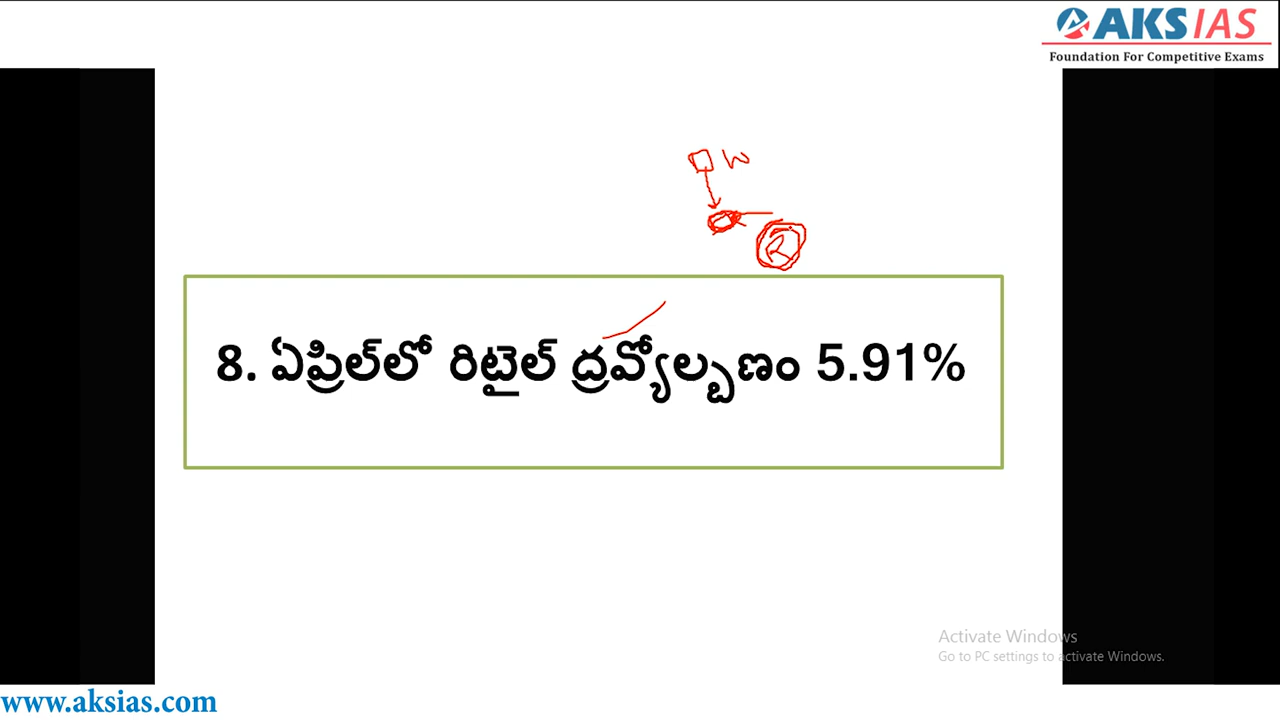 AKS IAS
Foundation For Competitive Exams
W
R
8. ఏప్రిల్‌లో రిటైల్ ద్రవ్యోల్బణం 5.91%
Activate Windows
Go to PC settings to activate Windows.
www.aksias.com